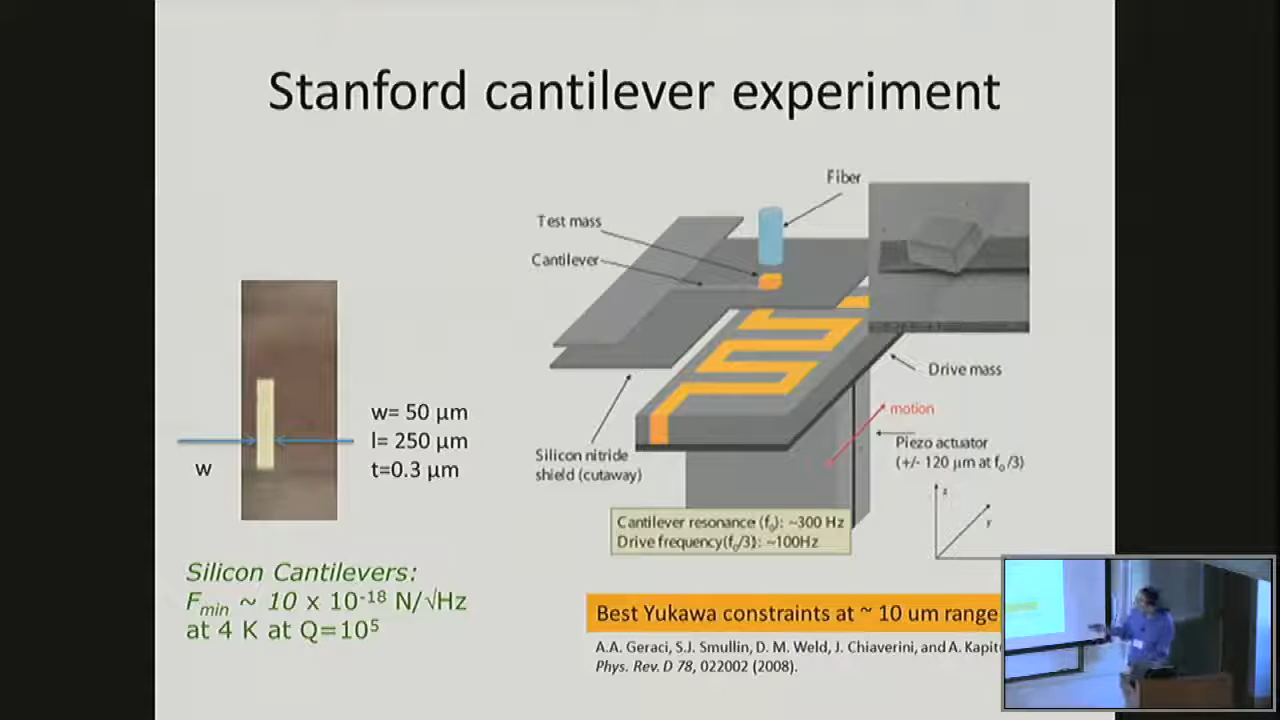 Stanford cantilever experiment
Fiber
Test mass
Cantilever
Drive mass
motion
Piezo actuator
(+/- 120 μm at f₀/3)
Silicon nitride
shield (cutaway)
w= 50 μm
l= 250 μm
t=0.3 μm
w
z
y
Cantilever resonance (f₀): ~300 Hz
Drive frequency(f₀/3): ~100Hz
Silicon Cantilevers:
Fmin ~ 10 x 10⁻¹⁸ N/√Hz
at 4 K at Q=10⁵
Best Yukawa constraints at ~ 10 um range
A.A. Geraci, S.J. Smullin, D. M. Weld, J. Chiaverini, and A. Kapit
Phys. Rev. D 78, 022002 (2008).